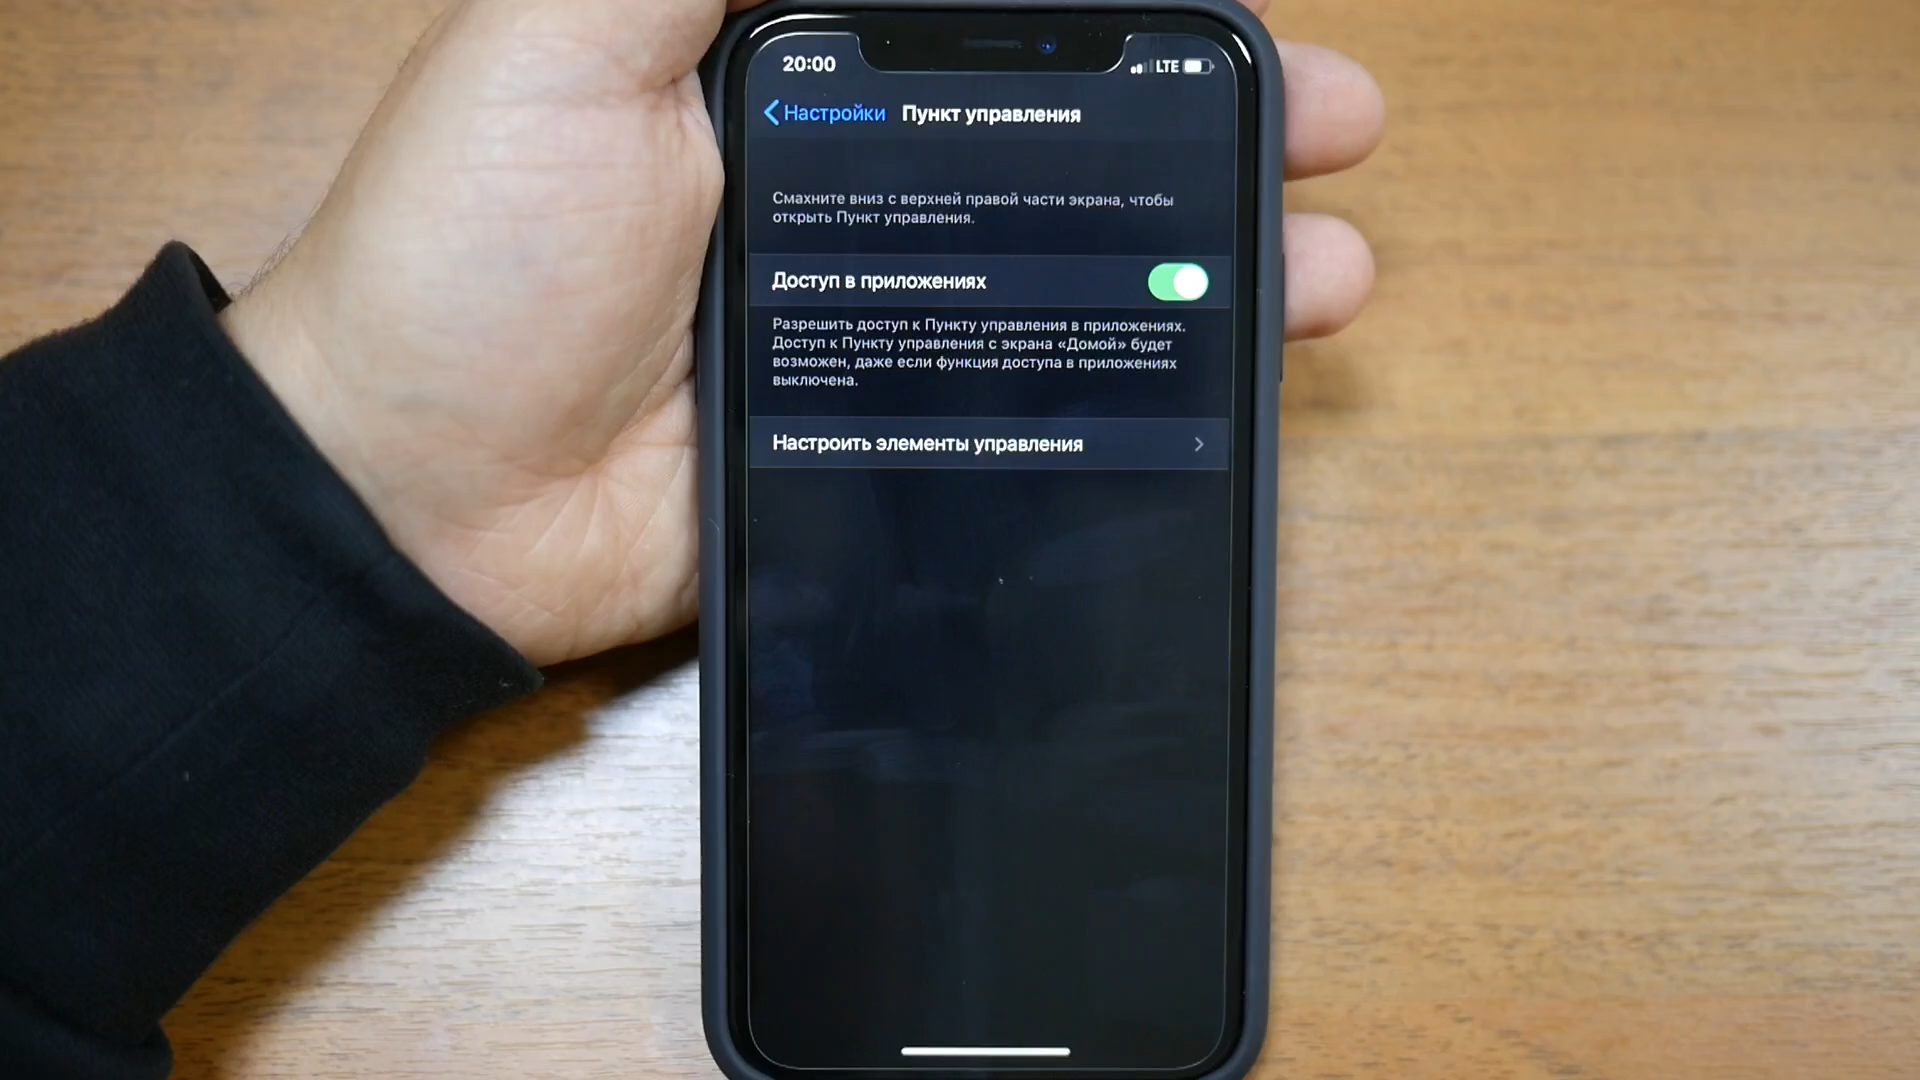 20:00
LTE
Настройки Пункт управления
Смахните вниз с верхней правой части экрана, чтобы
открыть Пункт управления.
Доступ в приложениях
Разрешить доступ к Пункту управления в приложениях.
Доступ к Пункту управления с экрана «Домой» будет
возможен, даже если функция доступа в приложениях
выключена.
Настроить элементы управления